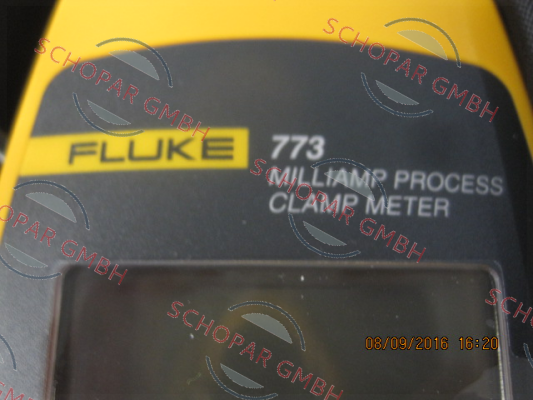 FLUKE
773
MILLIAMP PROCESS
CLAMP METER
08/09/2016 16:20
SCHOPAR GMBH
SCHOPAR GMBH
SCHOPAR GMBH
SCHOPAR GMBH
SCHOPAR GMBH